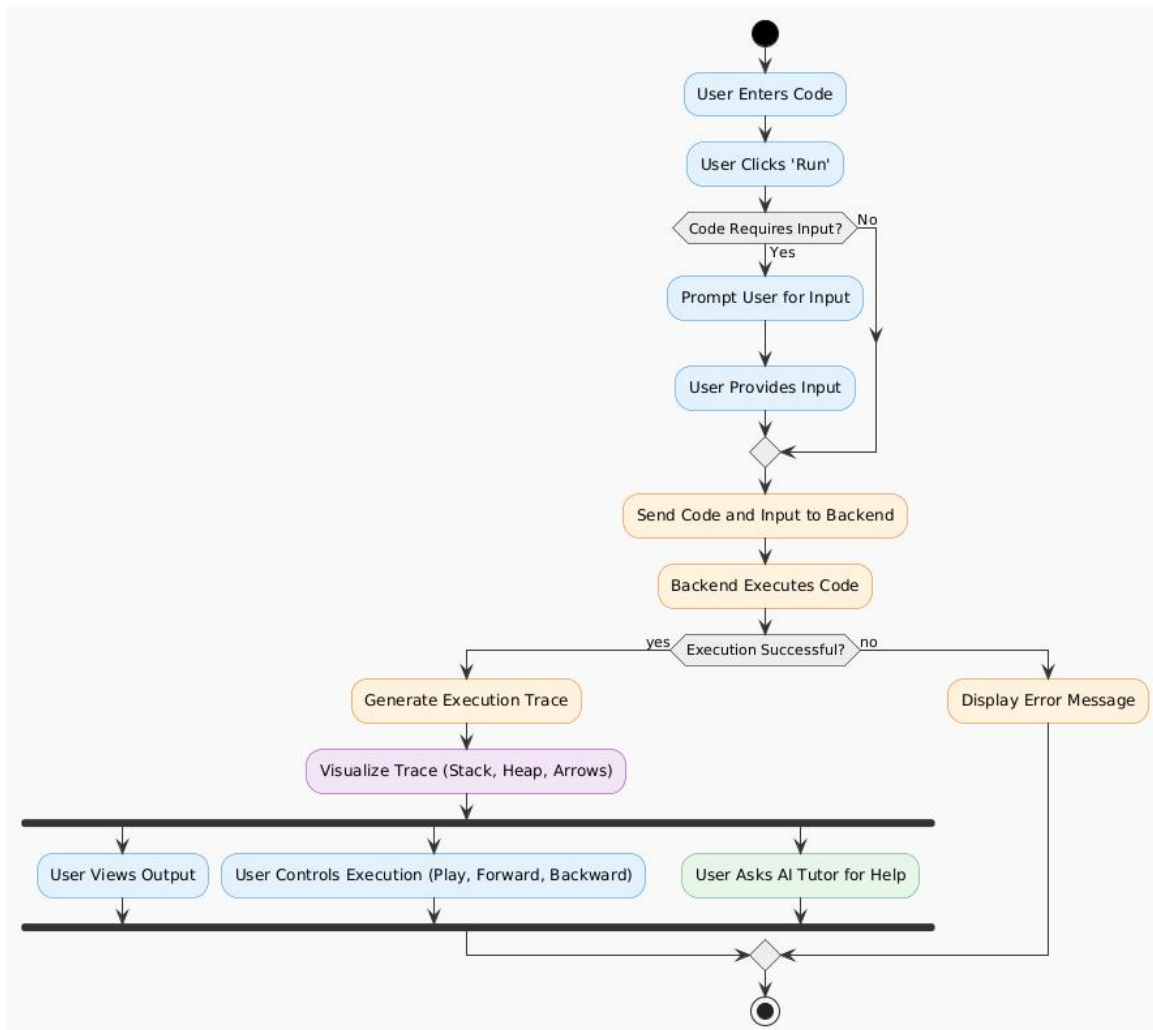 User Enters Code
User Clicks 'Run'
Code Requires Input?
No
Yes
Prompt User for Input
User Provides Input
Send Code and Input to Backend
Backend Executes Code
yes
Execution Successful?
no
Generate Execution Trace
Display Error Message
Visualize Trace (Stack, Heap, Arrows)
User Views Output
User Controls Execution (Play, Forward, Backward)
User Asks AI Tutor for Help